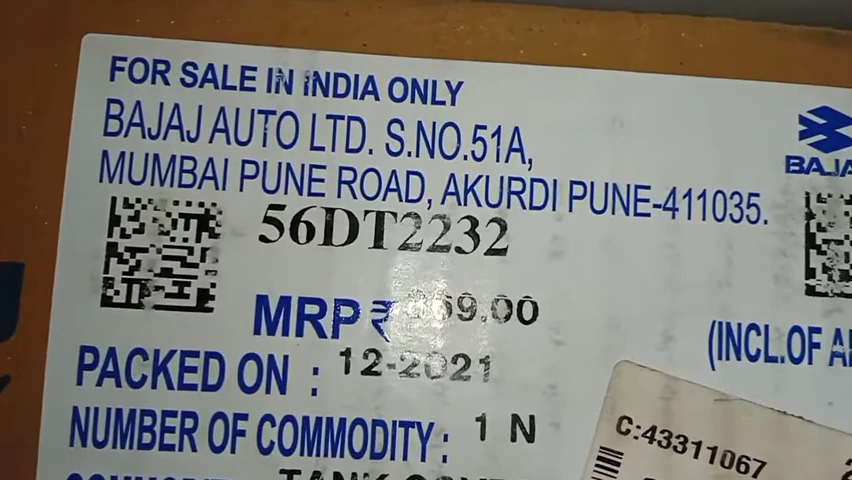 FOR SALE IN INDIA ONLY
BAJAJ AUTO LTD. S.NO.51A,
MUMBAI PUNE ROAD, AKURDI PUNE-411035.
56DT2232
MRP₹
PACKED ON : 12-2021
(INCL.OF
NUMBER OF COMMODITY : 1 N
C:43311067
TANK